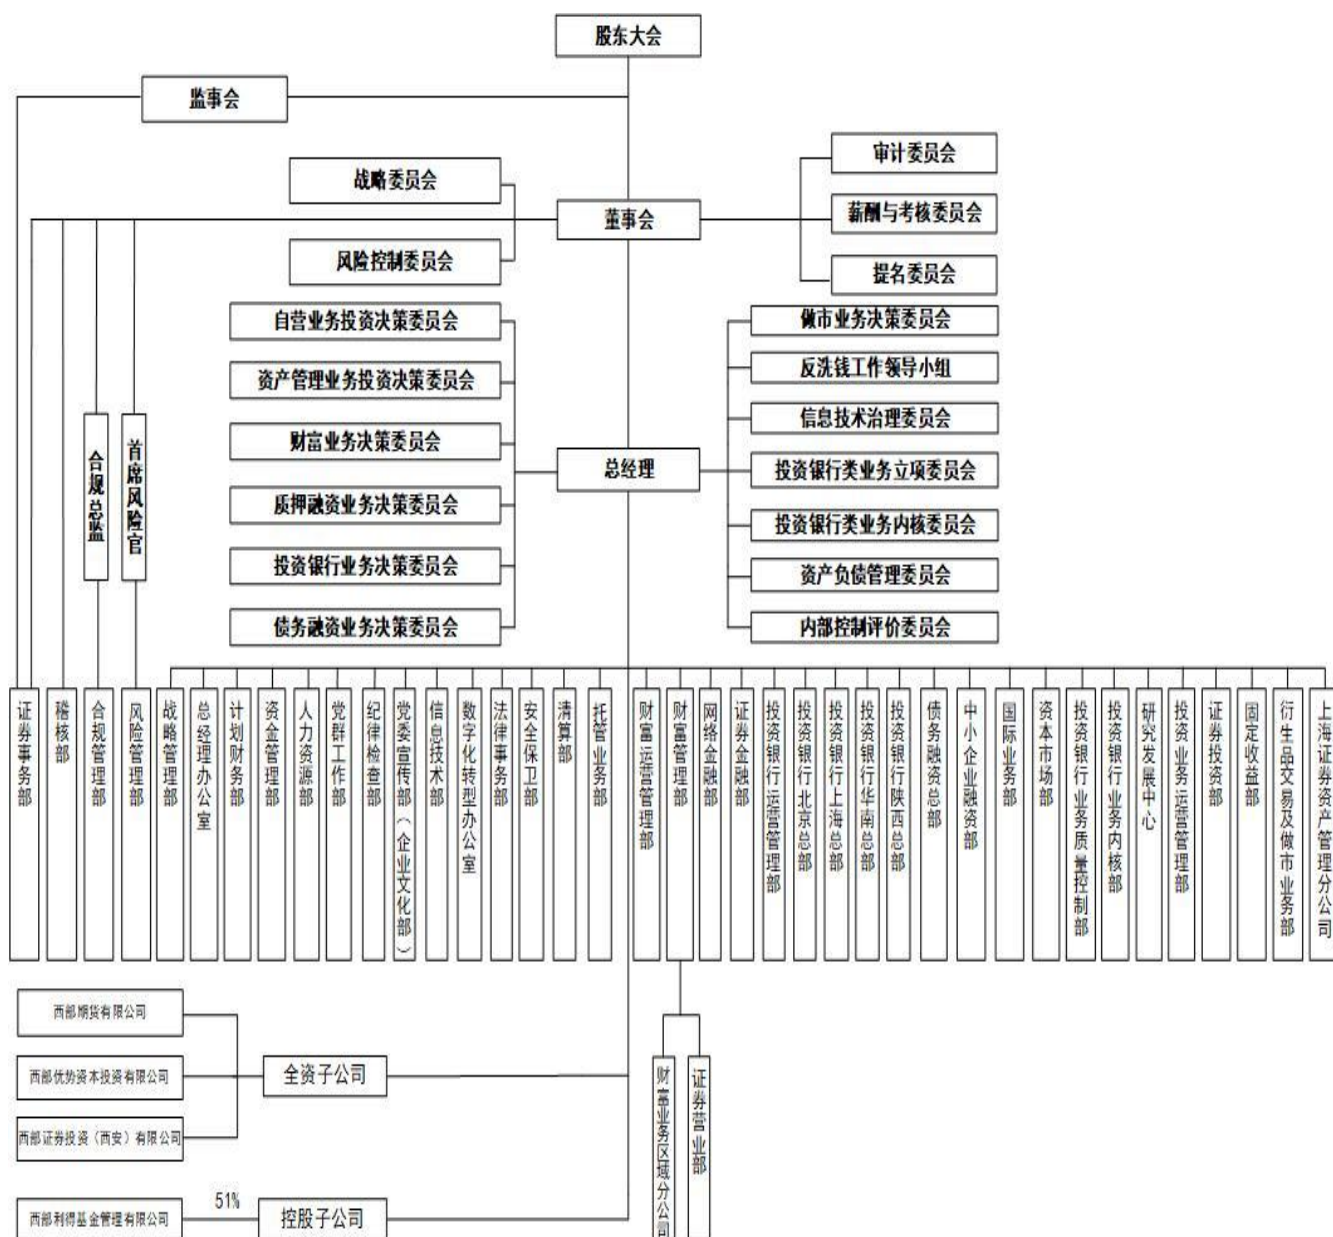 股东大会
监事会
审计委员会
战略委员会
薪酬与考核委员会
董事会
风险控制委员会
提名委员会
自营业务投资决策委员会
做市业务决策委员会
资产管理业务投资决策委员会
反洗钱工作领导小组
财富业务决策委员会
信息技术治理委员会
合规总监
首席风险官
总经理
投资银行类业务立项委员会
质押融资业务决策委员会
投资银行类业务内核委员会
投资银行业务决策委员会
资产负债管理委员会
债务融资业务决策委员会
内部控制评价委员会
证券事务部
稽核部
合规管理部
风险管理部
战略管理部
总经理办公室
计划财务部
资金管理部
人力资源部
党群工作部
纪律检查部
党委宣传部（企业文化部）
信息技术部
数字化转型办公室
法律事务部
安全保卫部
清算部
托管业务部
财富运营管理部
财富管理部
网络金融部
证券金融部
投资银行运营管理部
投资银行北京总部
投资银行上海总部
投资银行华南总部
投资银行陕西总部
债务融资总部
中小企业融资部
国际业务部
资本市场部
投资银行业务质量控制部
投资银行业务内核部
研究发展中心
投资业务运营管理部
证券投资部
固定收益部
衍生品交易及做市业务部
上海证券资产管理分公司
西部期货有限公司
西部优势资本投资有限公司
全资子公司
西部证券投资（西安）有限公司
财富业务区域分公司
证券营业部
西部利得基金管理有限公司
51%
控股子公司